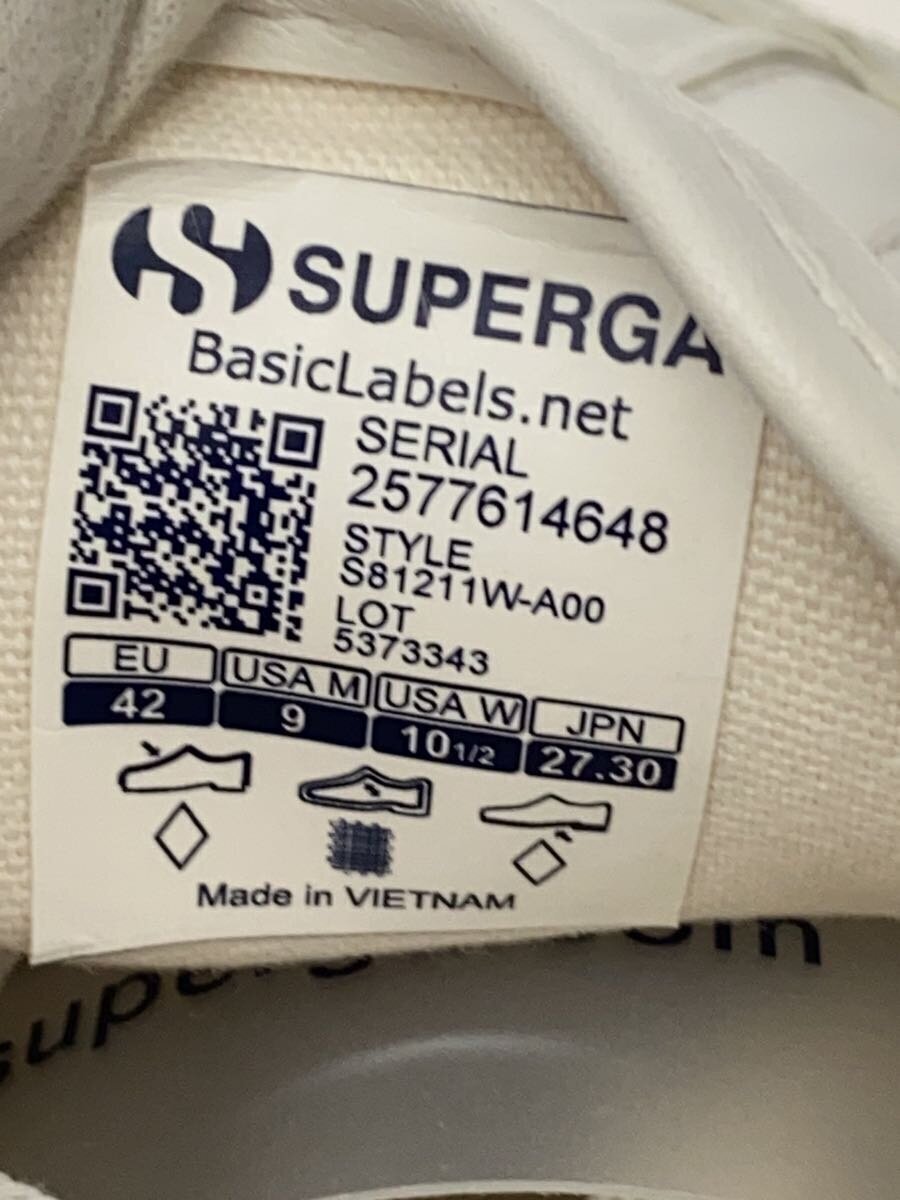 SUPERGA
BasicLabels.net
SERIAL
2577614648
STYLE
S81211W-A00
LOT
5373343
EU USA M USA W JPN
42 9 10 1/2 27.30
Made in VIETNAM